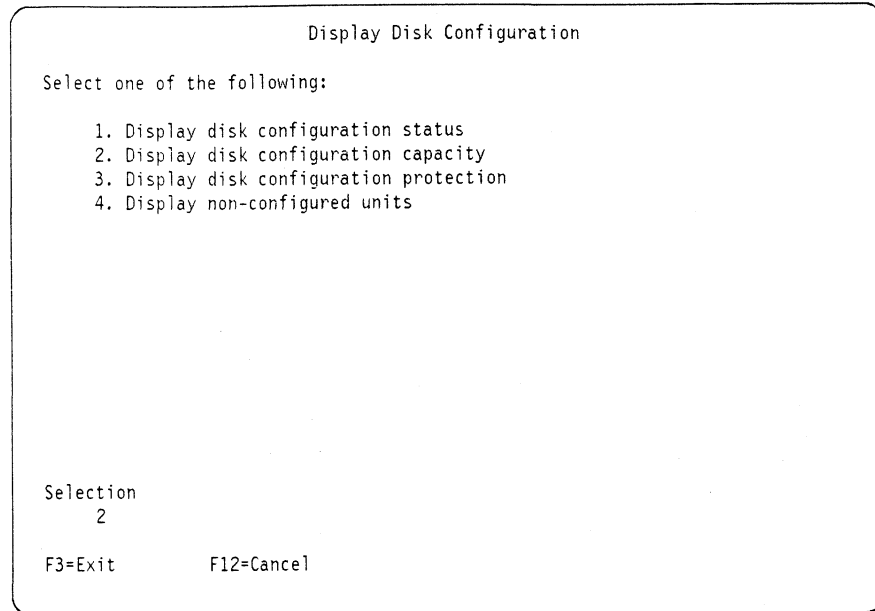 Display Disk Configuration
Select one of the following:
1. Display disk configuration status
2. Display disk configuration capacity
3. Display disk configuration protection
4. Display non-configured units
Selection
2
F3=Exit F12=Cancel